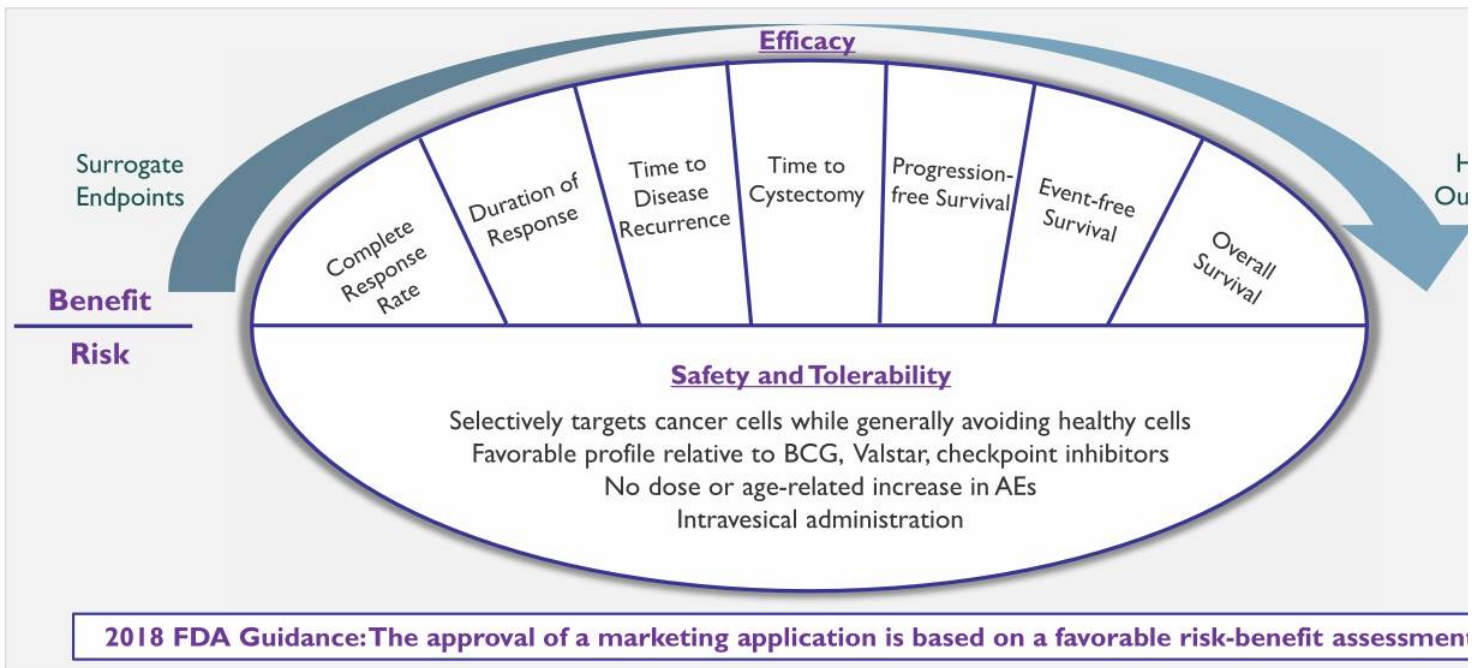 Efficacy
Surrogate
Endpoints
Complete
Response
Rate
Duration of
Response
Time to
Disease
Recurrence
Time to
Cystectomy
Progression-
free Survival
Event-free
Survival
Overall
Survival
H
Ou
Benefit
Risk
Safety and Tolerability
Selectively targets cancer cells while generally avoiding healthy cells
Favorable profile relative to BCG, Valstar, checkpoint inhibitors
No dose or age-related increase in AEs
Intravesical administration
2018 FDA Guidance: The approval of a marketing application is based on a favorable risk-benefit assessment